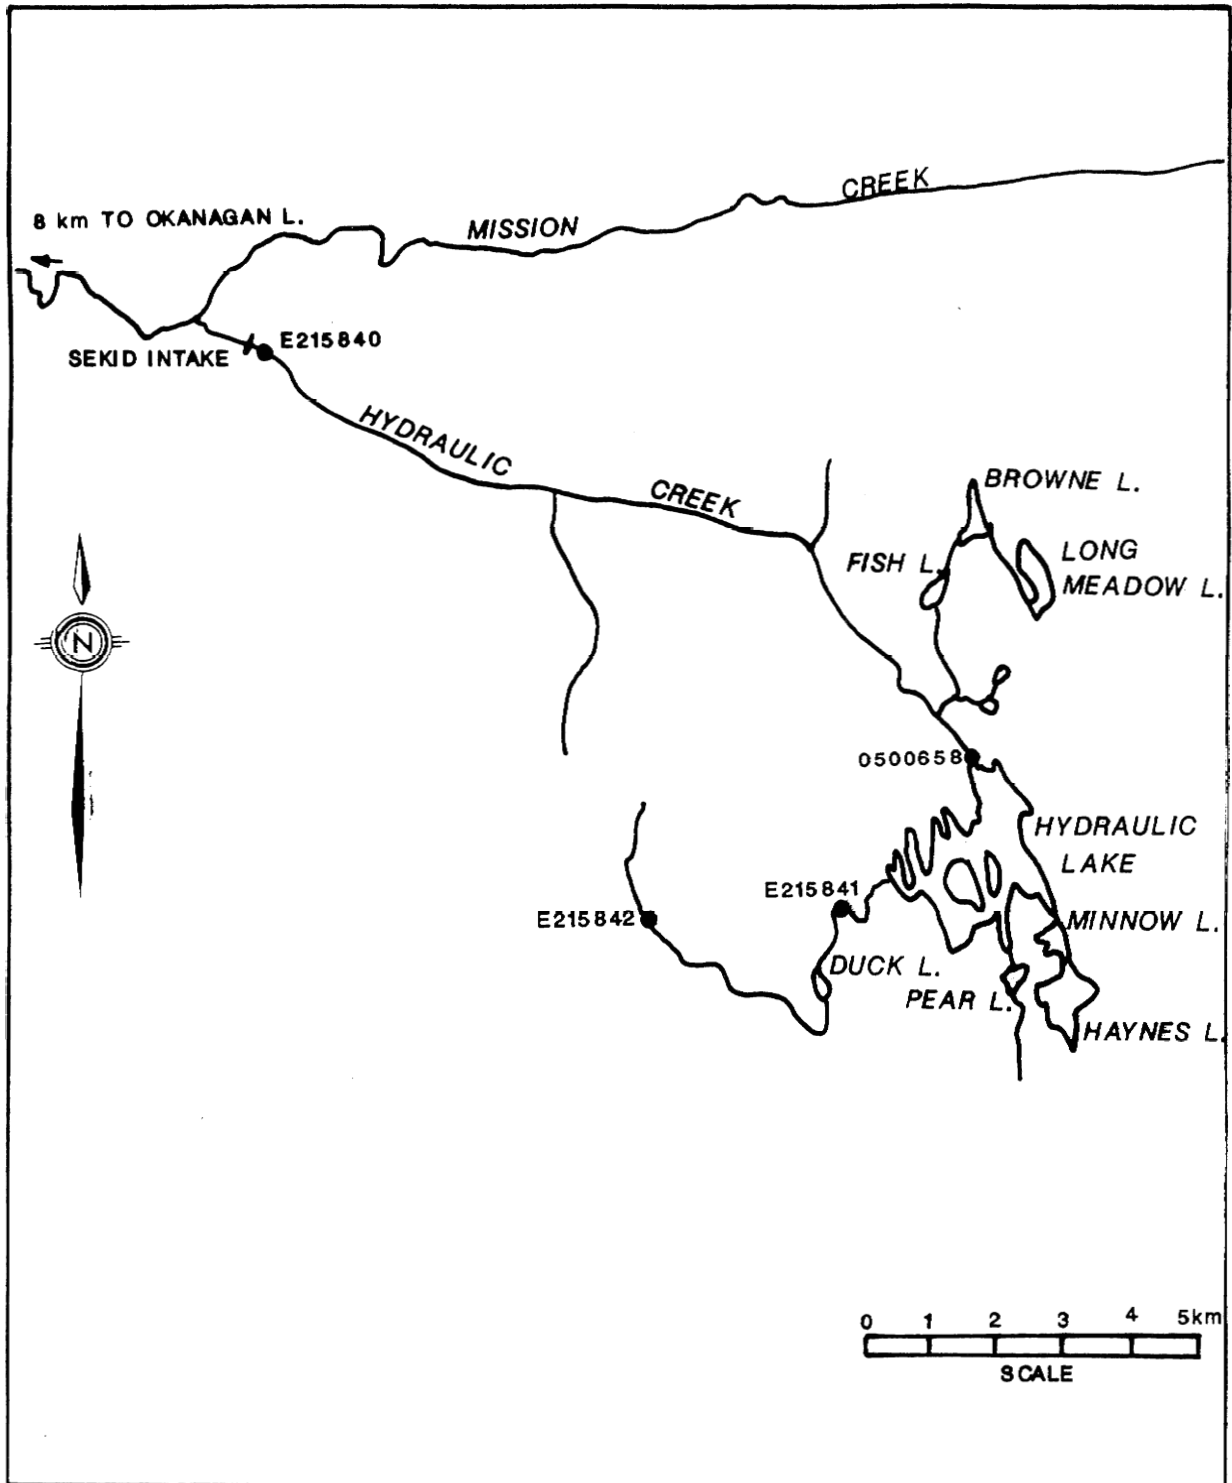 CREEK
8 km TO OKANAGAN L.
MISSION
E215840
SEKID INTAKE
HYDRAULIC
CREEK
BROWNE L.
FISH L.
LONG
MEADOW L.
N
0500658
HYDRAULIC
LAKE
E215841
E215842
MINNOW L.
DUCK L.
PEAR L.
HAYNES L.
0 1 2 3 4 5km
SCALE